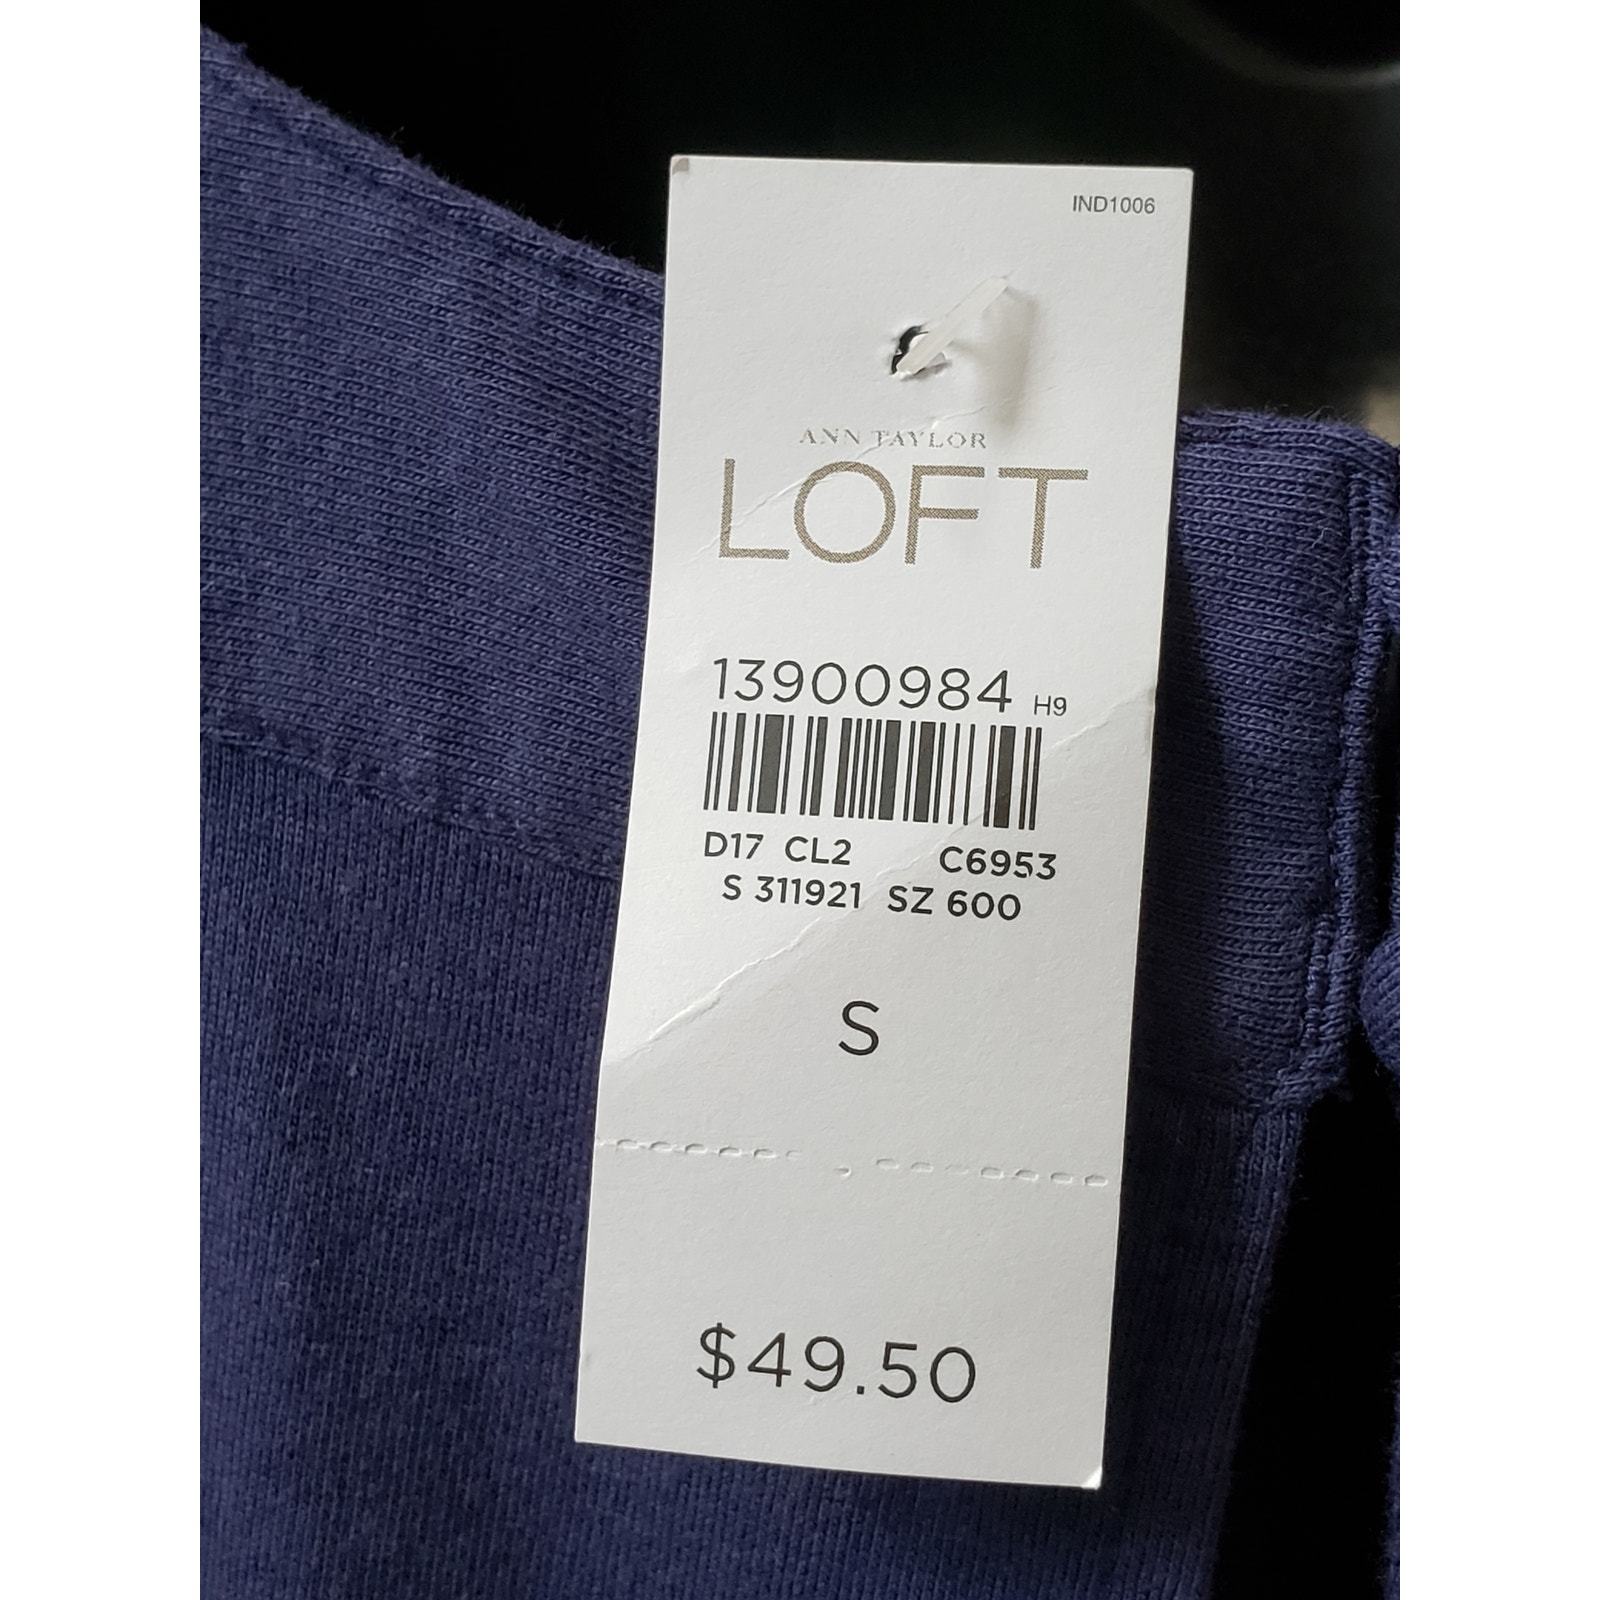 IND1006
ANN TAYLOR
LOFT
13900984 H9
D17 CL2 C6953
S 311921 SZ 600
S
$49.50